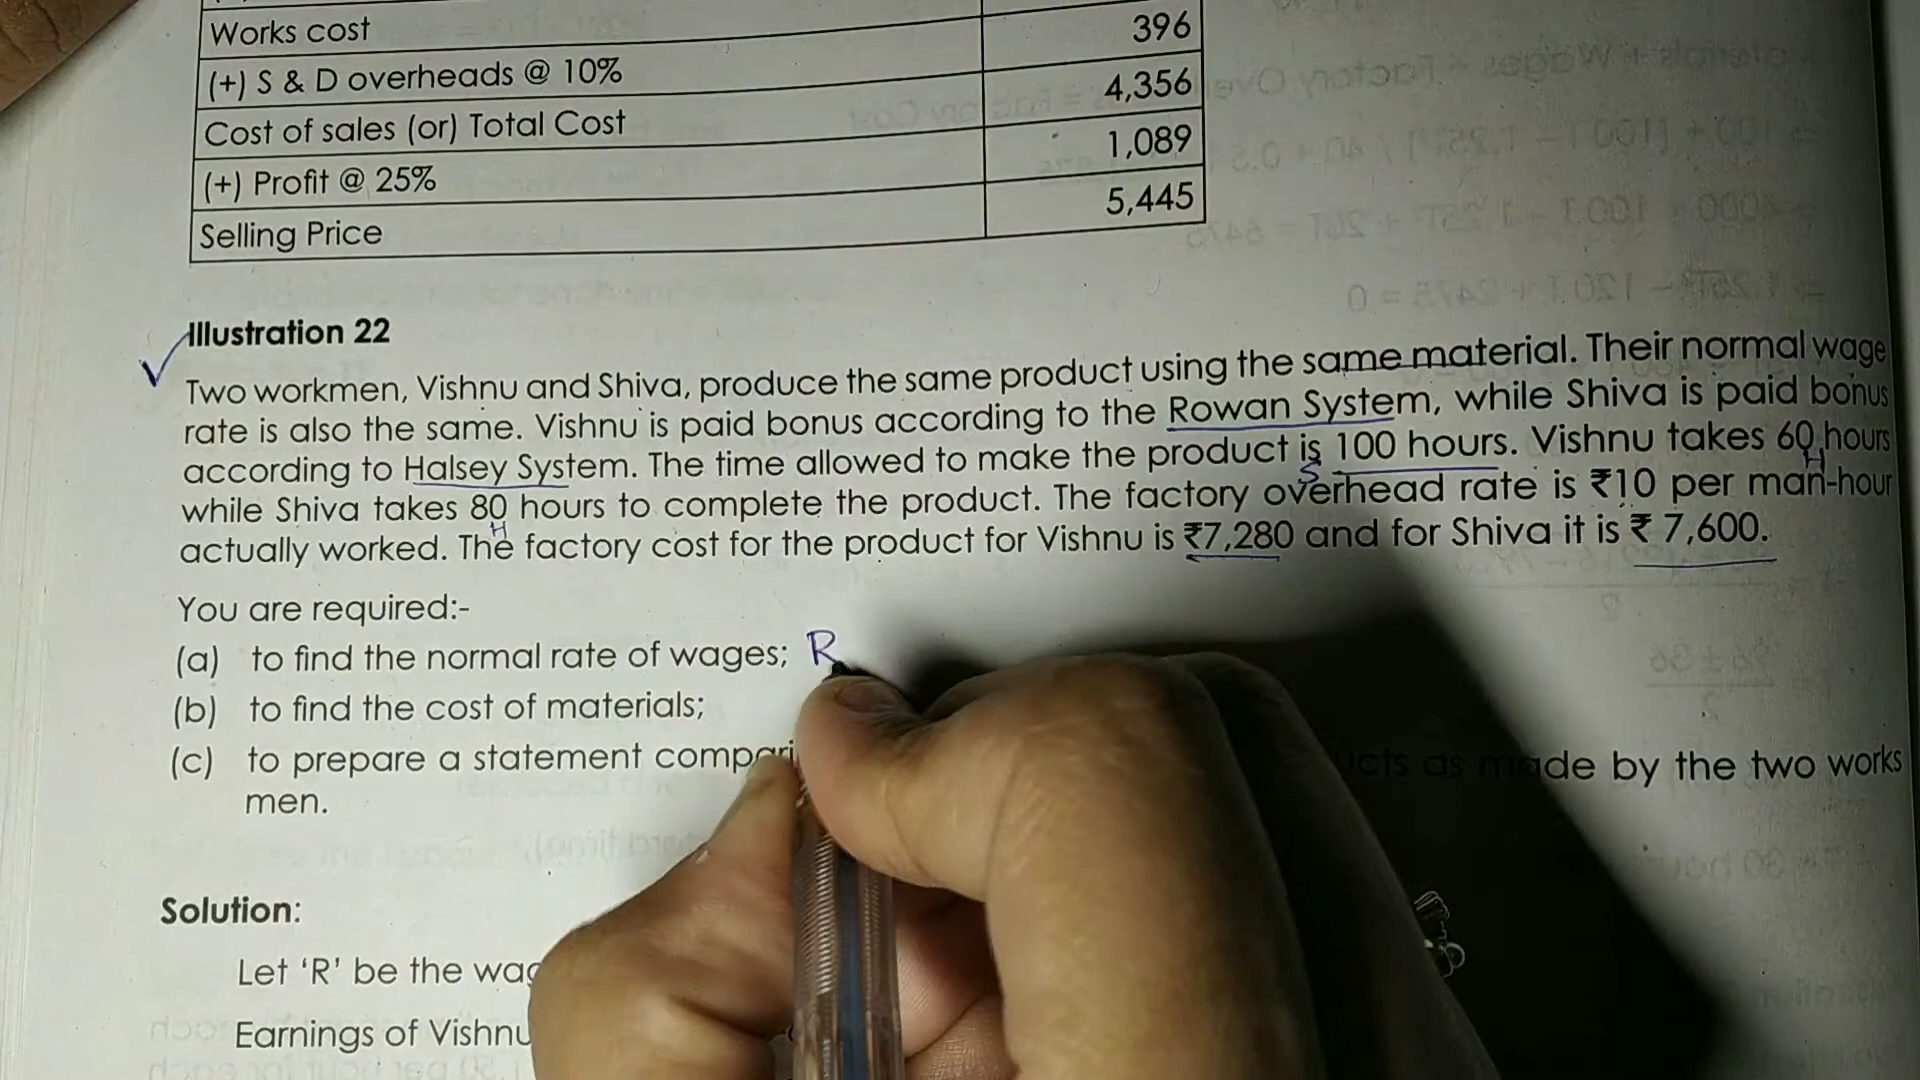 Works cost 396
(+) S & D overheads @ 10% 4,356
Cost of sales (or) Total Cost 1,089
(+) Profit @ 25% 5,445
Selling Price
Illustration 22
Two workmen, Vishnu and Shiva, produce the same product using the same material. Their normal wage
rate is also the same. Vishnu is paid bonus according to the Rowan System, while Shiva is paid bonus
according to Halsey System. The time allowed to make the product is 100 hours. Vishnu takes 60 hours
S H
while Shiva takes 80 hours to complete the product. The factory overhead rate is ₹10 per man-hour
H
actually worked. The factory cost for the product for Vishnu is ₹7,280 and for Shiva it is ₹ 7,600.
You are required:-
(a) to find the normal rate of wages; R
(b) to find the cost of materials;
(c) to prepare a statement made by the two works
men.
Solution:
Let 'R' be the
Earnings of Vishnu